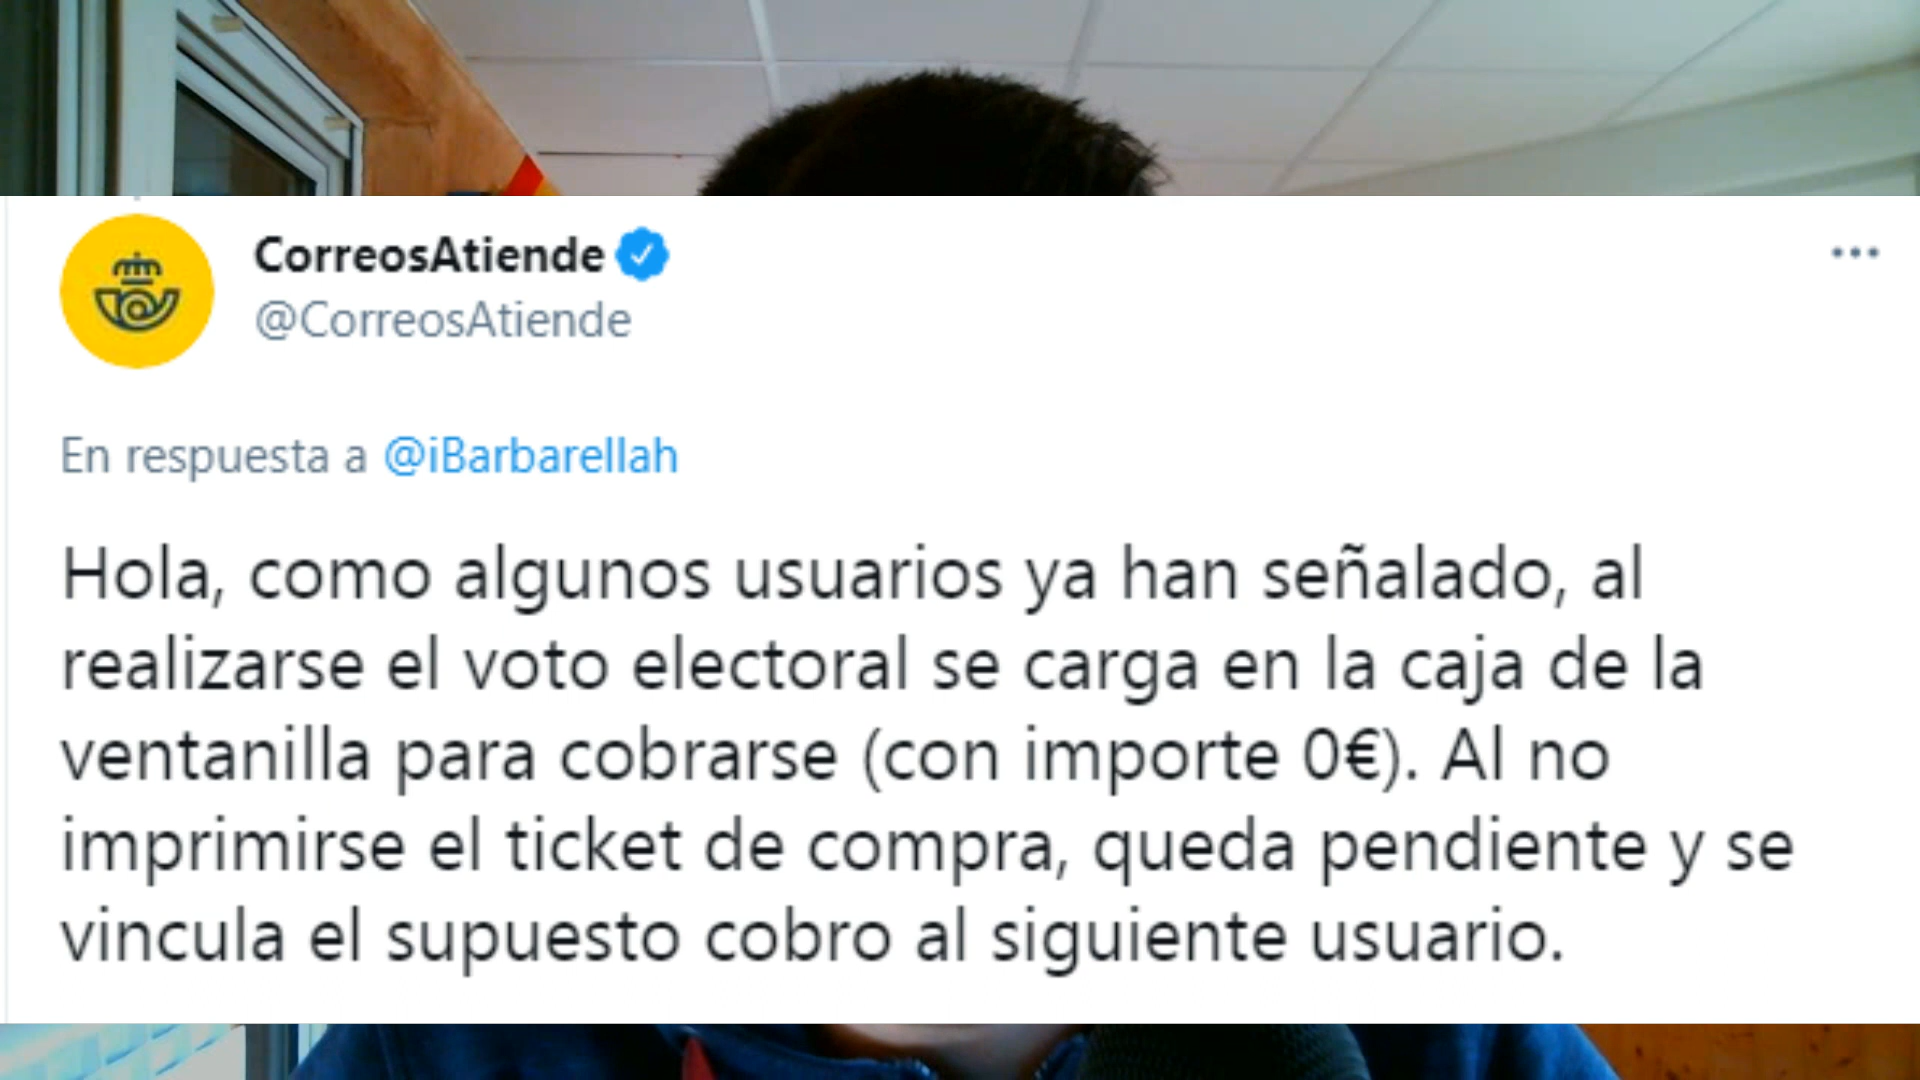 CorreosAtiende
@CorreosAtiende
En respuesta a @iBarbarellah
Hola, como algunos usuarios ya han señalado, al
realizarse el voto electoral se carga en la caja de la
ventanilla para cobrarse (con importe 0€). Al no
imprimirse el ticket de compra, queda pendiente y se
vincula el supuesto cobro al siguiente usuario.